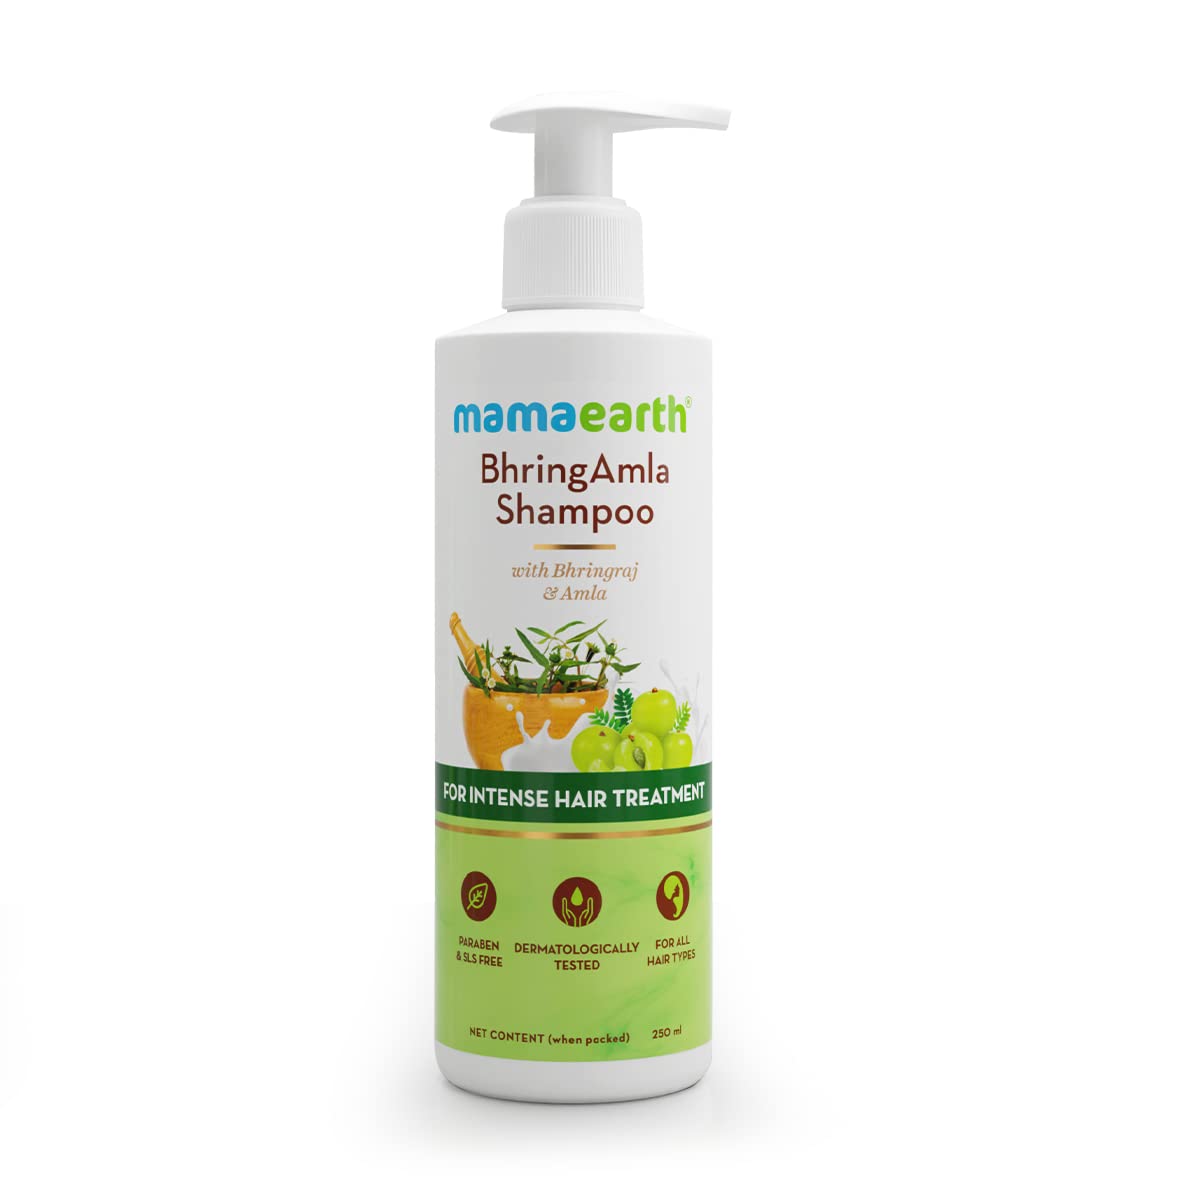 mamaearth®
BhringAmla
Shampoo
with Bhringraj
& Amla
FOR INTENSE HAIR TREATMENT
PARABEN
& SLS FREE
DERMATOLOGICALLY
TESTED
FOR ALL
HAIR TYPES
NET CONTENT (when packed) 250 ml